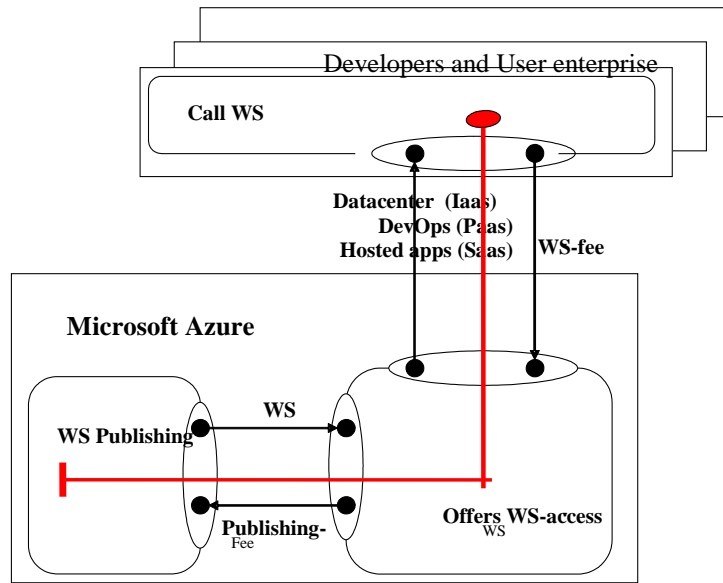 Developers and User enterprise
Call WS
Datacenter (Iaas)
DevOps (Paas)
Hosted apps (Saas)
WS-fee
Microsoft Azure
WS
WS Publishing
Publishing-
Fee
Offers WS-access
WS